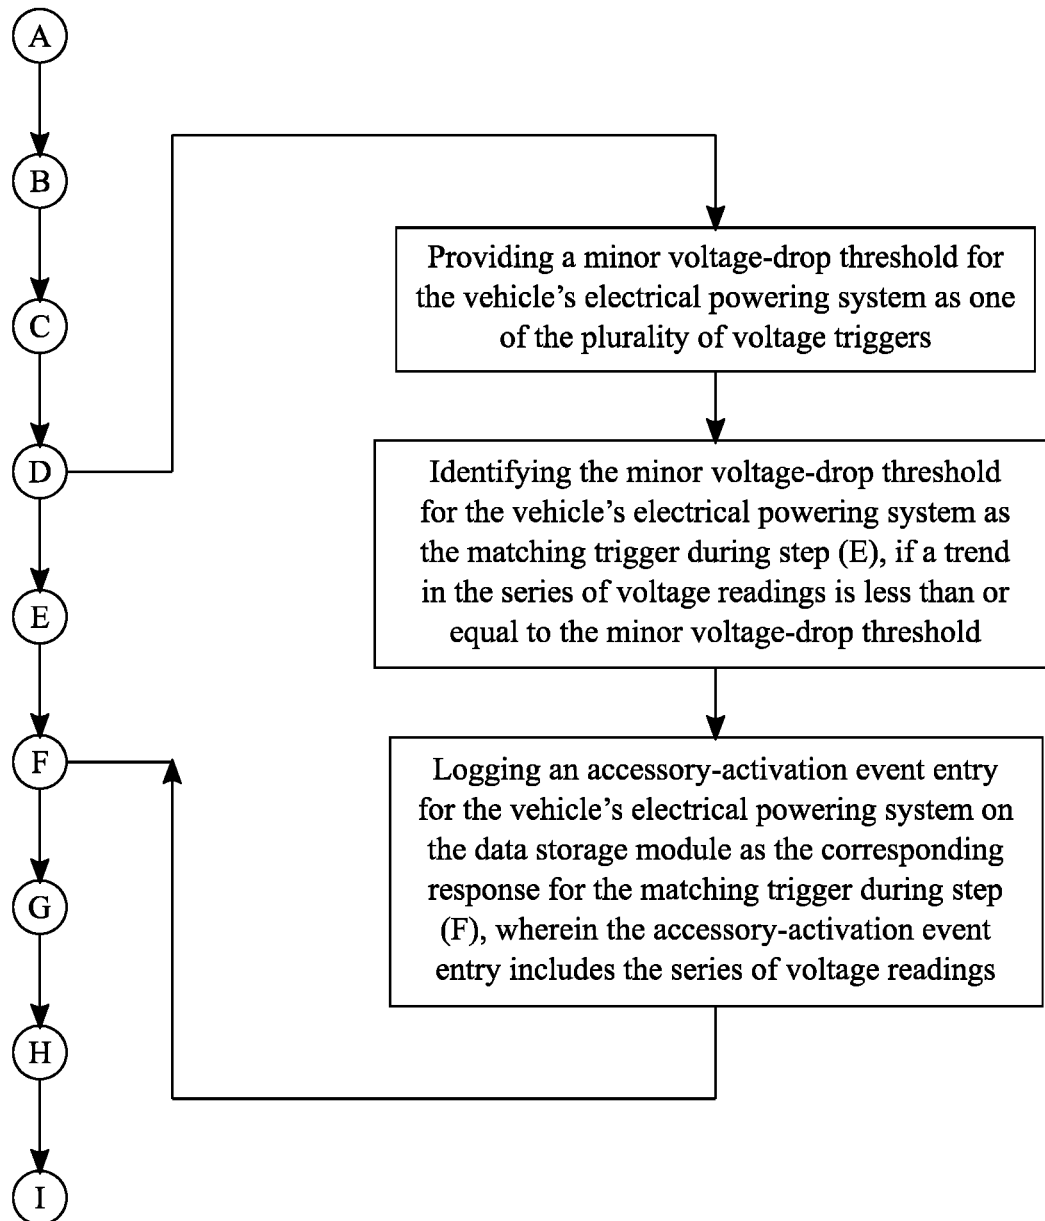 A
B
C
D
E
F
G
H
I
Providing a minor voltage-drop threshold for
the vehicle’s electrical powering system as one
of the plurality of voltage triggers
Identifying the minor voltage-drop threshold
for the vehicle’s electrical powering system as
the matching trigger during step (E), if a trend
in the series of voltage readings is less than or
equal to the minor voltage-drop threshold
Logging an accessory-activation event entry
for the vehicle’s electrical powering system on
the data storage module as the corresponding
response for the matching trigger during step
(F), wherein the accessory-activation event
entry includes the series of voltage readings